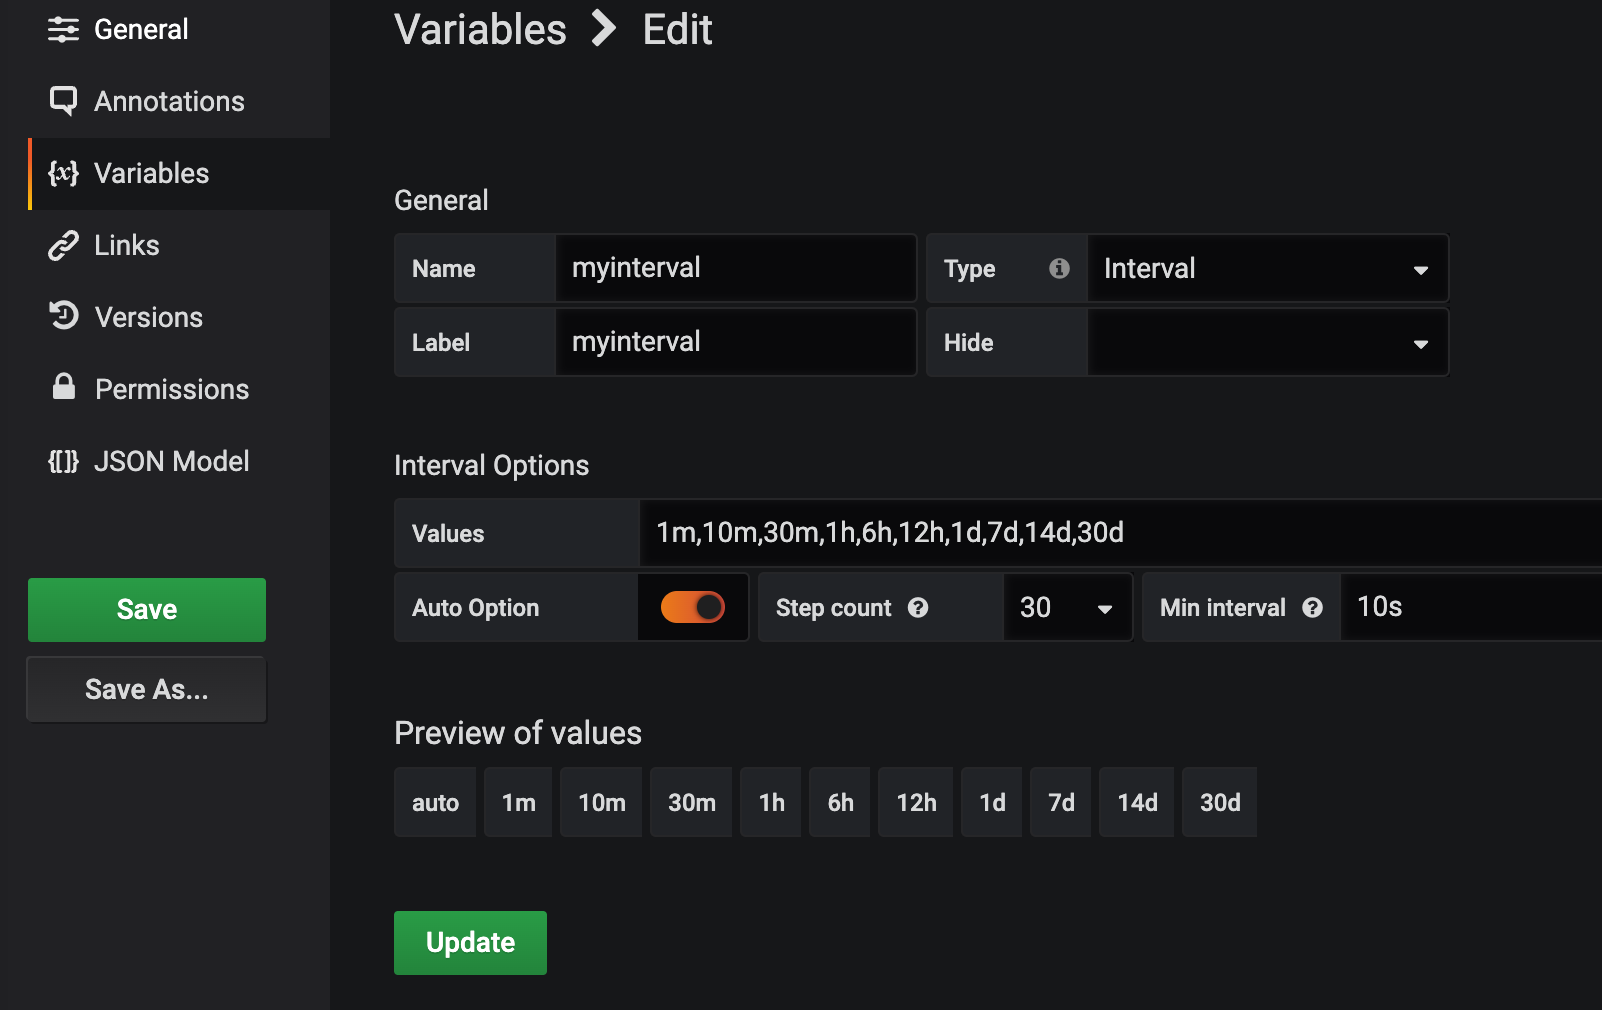 General
Annotations
{x} Variables
Links
Versions
Permissions
{[]} JSON Model
Save
Save As...
Variables > Edit
General
Name myinterval Type Interval
Label myinterval Hide
Interval Options
Values 1m,10m,30m,1h,6h,12h,1d,7d,14d,30d
Auto Option Step count ? 30 Min interval ? 10s
Preview of values
auto 1m 10m 30m 1h 6h 12h 1d 7d 14d 30d
Update